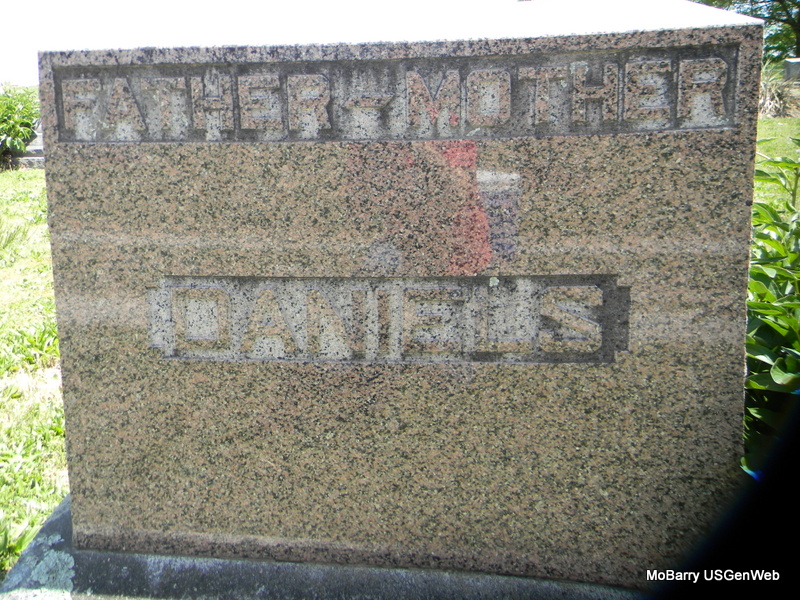 FATHER - MOTHER
DANIELS
MoBarry USGenWeb